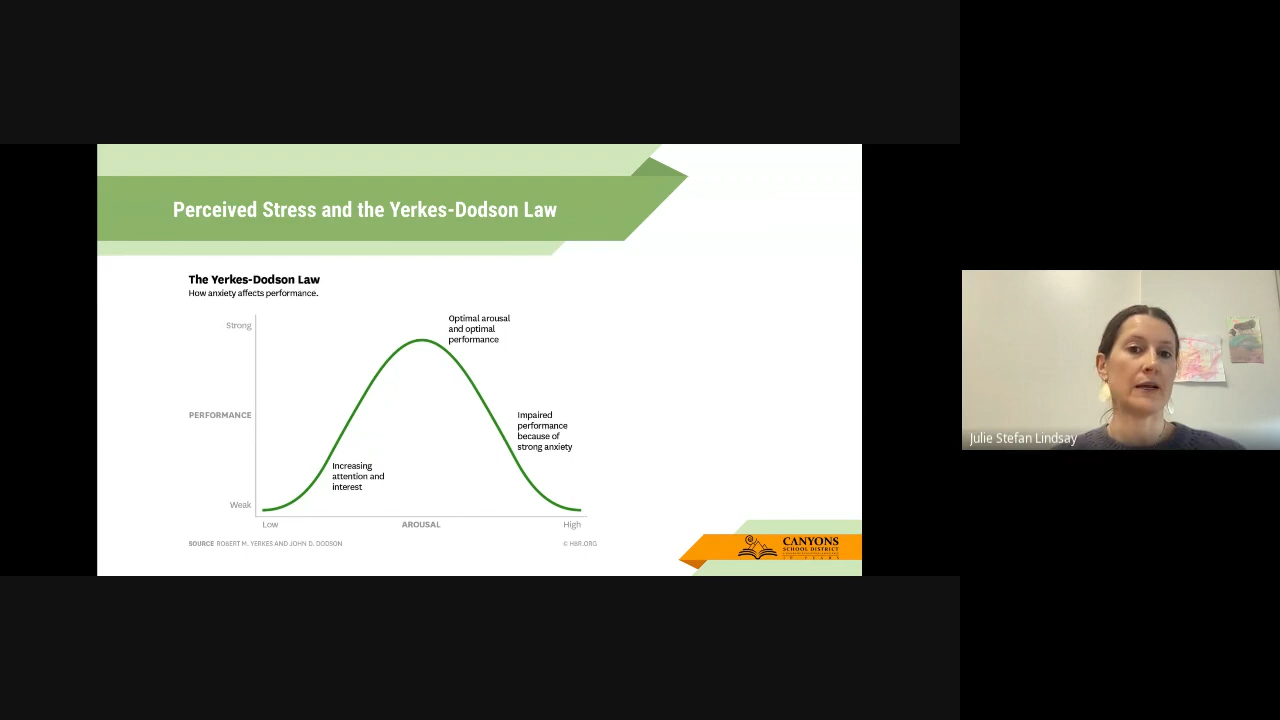 Perceived Stress and the Yerkes-Dodson Law
The Yerkes-Dodson Law
How anxiety affects performance.
Strong
PERFORMANCE
Weak
Optimal arousal
and optimal
performance
Impaired
performance
because of
strong anxiety
Increasing
attention and
interest
Low
AROUSAL
High
SOURCE ROBERT M. YERKES AND JOHN D. DODSON
© HBR.ORG
CANYONS
SCHOOL DISTRICT
Julie Stefan Lindsay